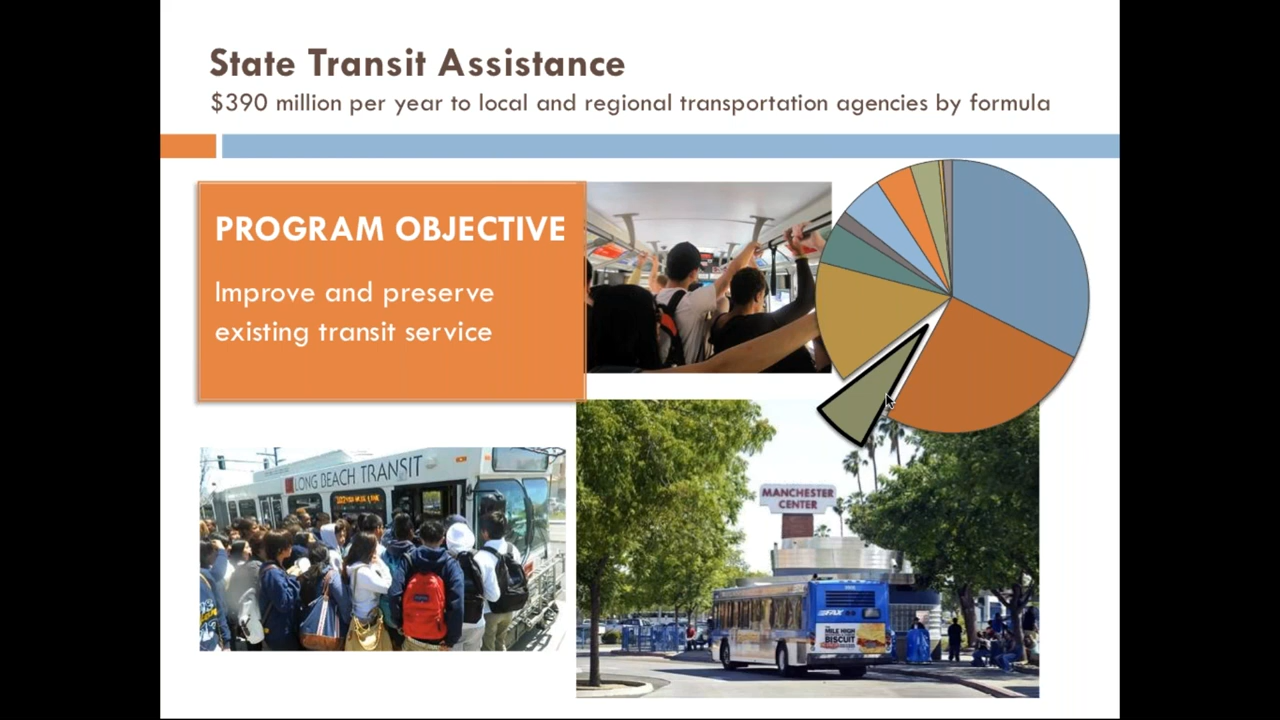 State Transit Assistance
$390 million per year to local and regional transportation agencies by formula
PROGRAM OBJECTIVE
Improve and preserve
existing transit service
LONG BEACH TRANSIT
MANCHESTER
CENTER
FAX
MILE HIGH
BISCUIT